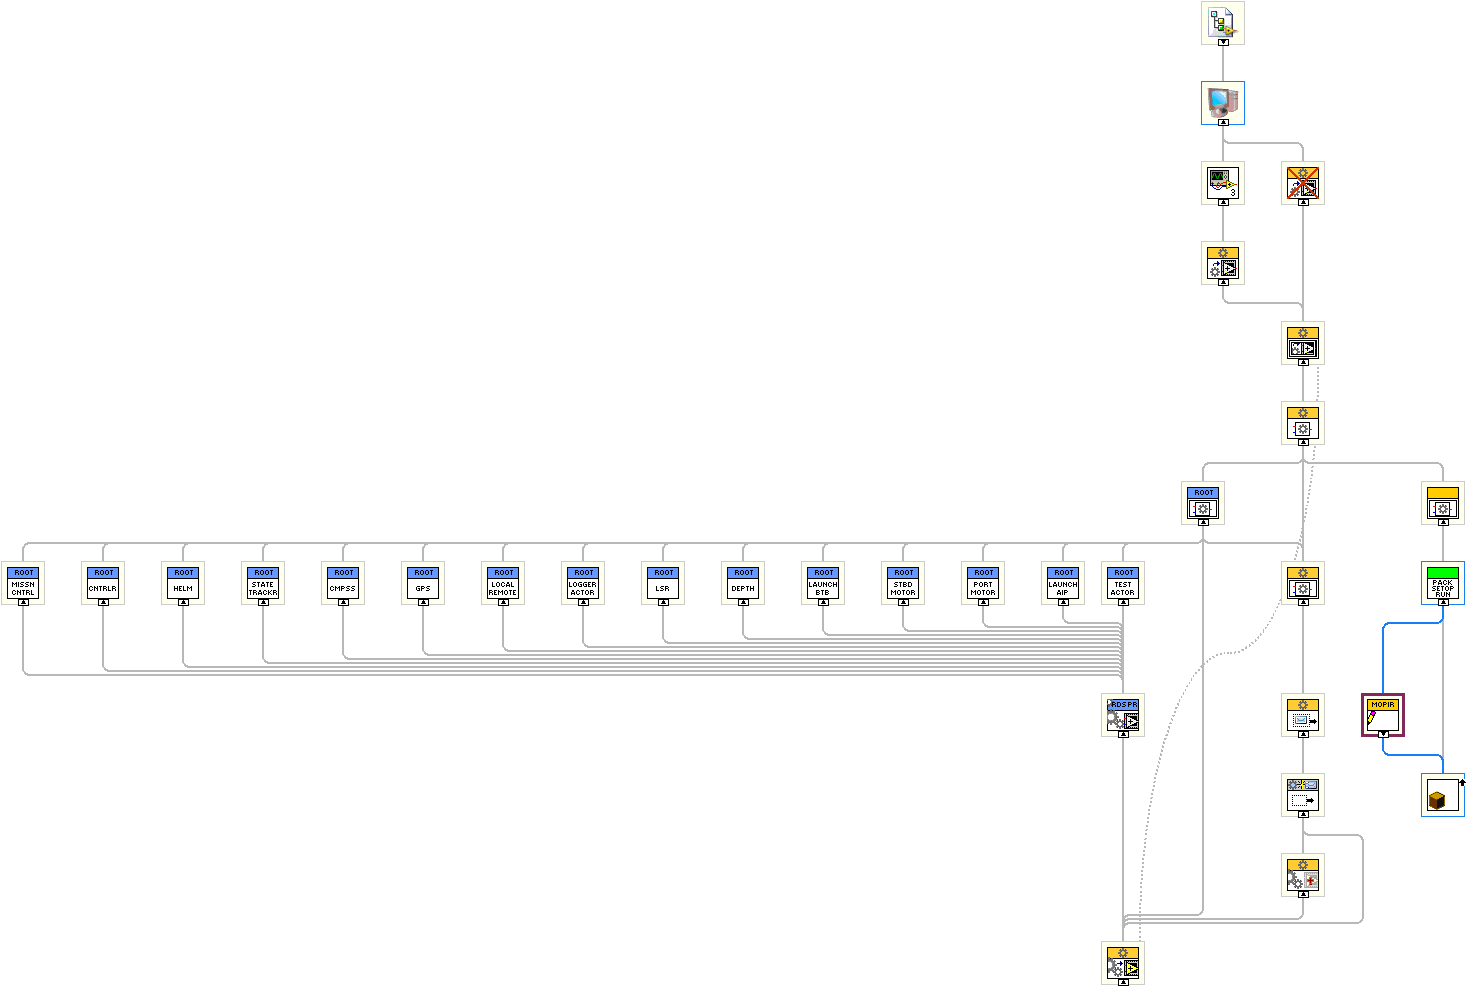 3
ROOT
ROOT
MISSN
CNTRL
ROOT
CNTRLR
ROOT
HELM
ROOT
STATE
TRACKR
ROOT
CMPSS
ROOT
GPS
ROOT
LOCAL
REMOTE
ROOT
LOGGER
ACTOR
ROOT
LSR
ROOT
DEPTH
ROOT
LAUNCH
BTB
ROOT
STBD
MOTOR
ROOT
PORT
MOTOR
ROOT
LAUNCH
AIP
ROOT
TEST
ACTOR
PACK
SETUP
RUN
RDSPR
MOPIR